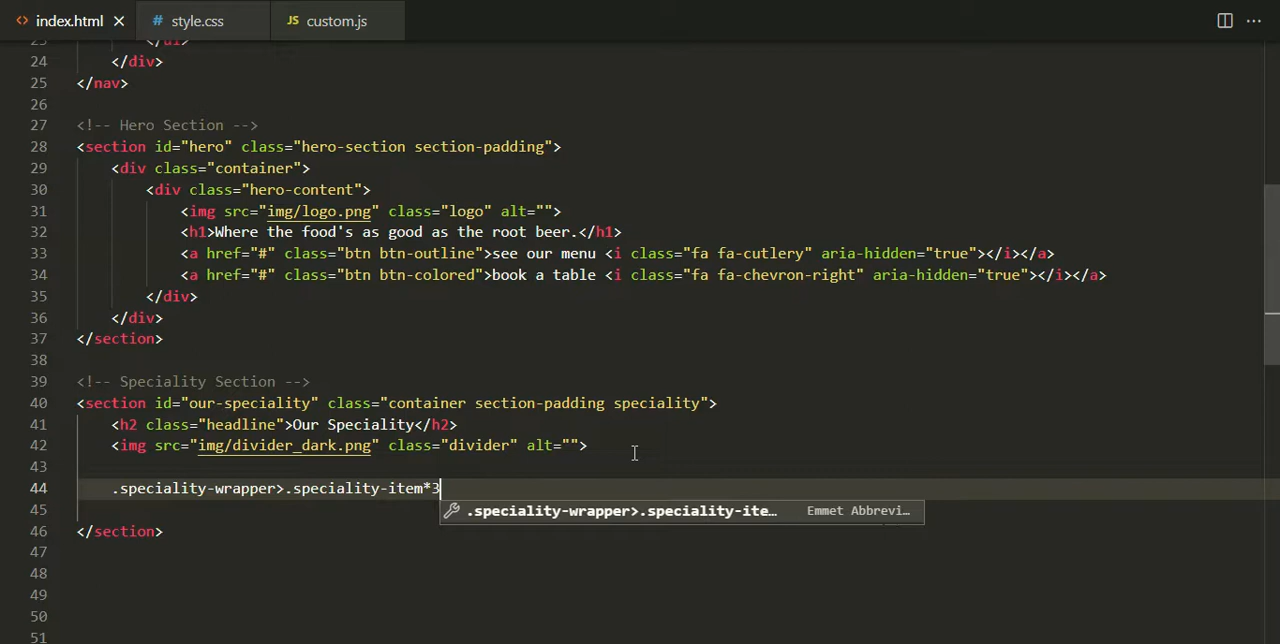 <> index.html × # style.css JS custom.js ...
23 </ul>
24 </div>
25 </nav>
26
27 <!-- Hero Section -->
28 <section id="hero" class="hero-section section-padding">
29 <div class="container">
30 <div class="hero-content">
31 <img src="img/logo.png" class="logo" alt="">
32 <h1>Where the food's as good as the root beer.</h1>
33 <a href="#" class="btn btn-outline">see our menu <i class="fa fa-cutlery" aria-hidden="true"></i></a>
34 <a href="#" class="btn btn-colored">book a table <i class="fa fa-chevron-right" aria-hidden="true"></i></a>
35 </div>
36 </div>
37 </section>
38
39 <!-- Speciality Section -->
40 <section id="our-speciality" class="container section-padding speciality">
41 <h2 class="headline">Our Speciality</h2>
42 <img src="img/divider_dark.png" class="divider" alt="">
43
44 .speciality-wrapper>.speciality-item*3
.speciality-wrapper>.speciality-ite… Emmet Abbrevi…
45
46 </section>
47
48
49
50
51